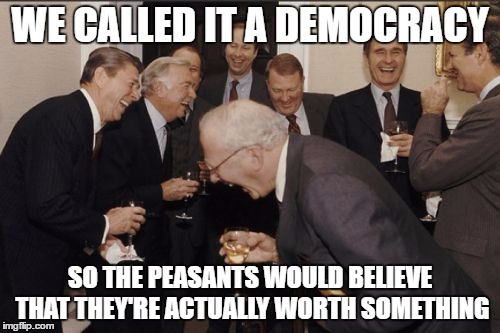 WE CALLED IT A DEMOCRACY
SO THE PEASANTS WOULD BELIEVE
THAT THEY'RE ACTUALLY WORTH SOMETHING
imgflip.com